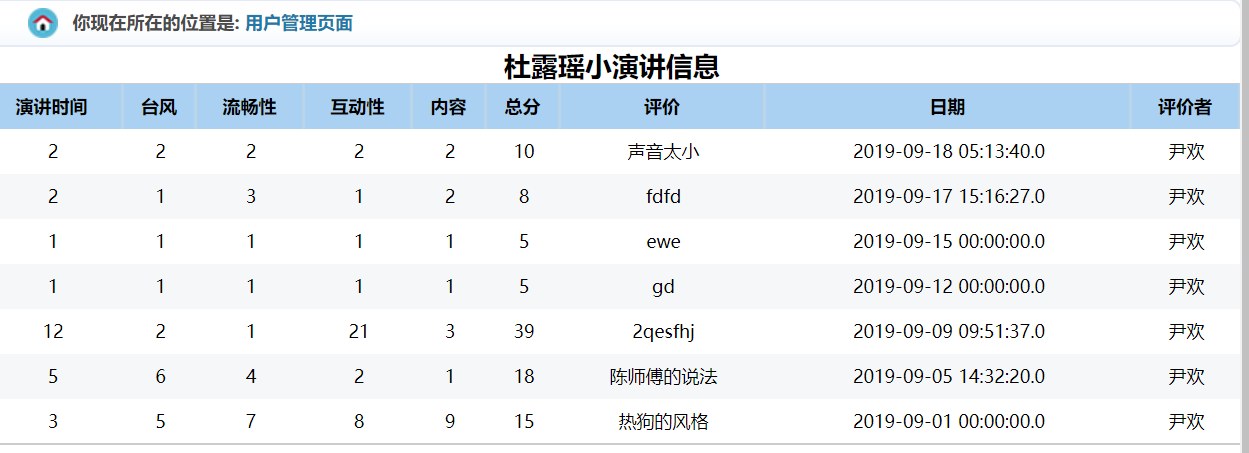 你现在所在的位置是: 用户管理页面
杜露瑶小演讲信息
演讲时间 台风 流畅性 互动性 内容 总分 评价 日期 评价者
2 2 2 2 2 10 声音太小 2019-09-18 05:13:40.0 尹欢
2 1 3 1 2 8 fdfd 2019-09-17 15:16:27.0 尹欢
1 1 1 1 1 5 ewe 2019-09-15 00:00:00.0 尹欢
1 1 1 1 1 5 gd 2019-09-12 00:00:00.0 尹欢
12 2 1 21 3 39 2qesfhj 2019-09-09 09:51:37.0 尹欢
5 6 4 2 1 18 陈师傅的说法 2019-09-05 14:32:20.0 尹欢
3 5 7 8 9 15 热狗的风格 2019-09-01 00:00:00.0 尹欢